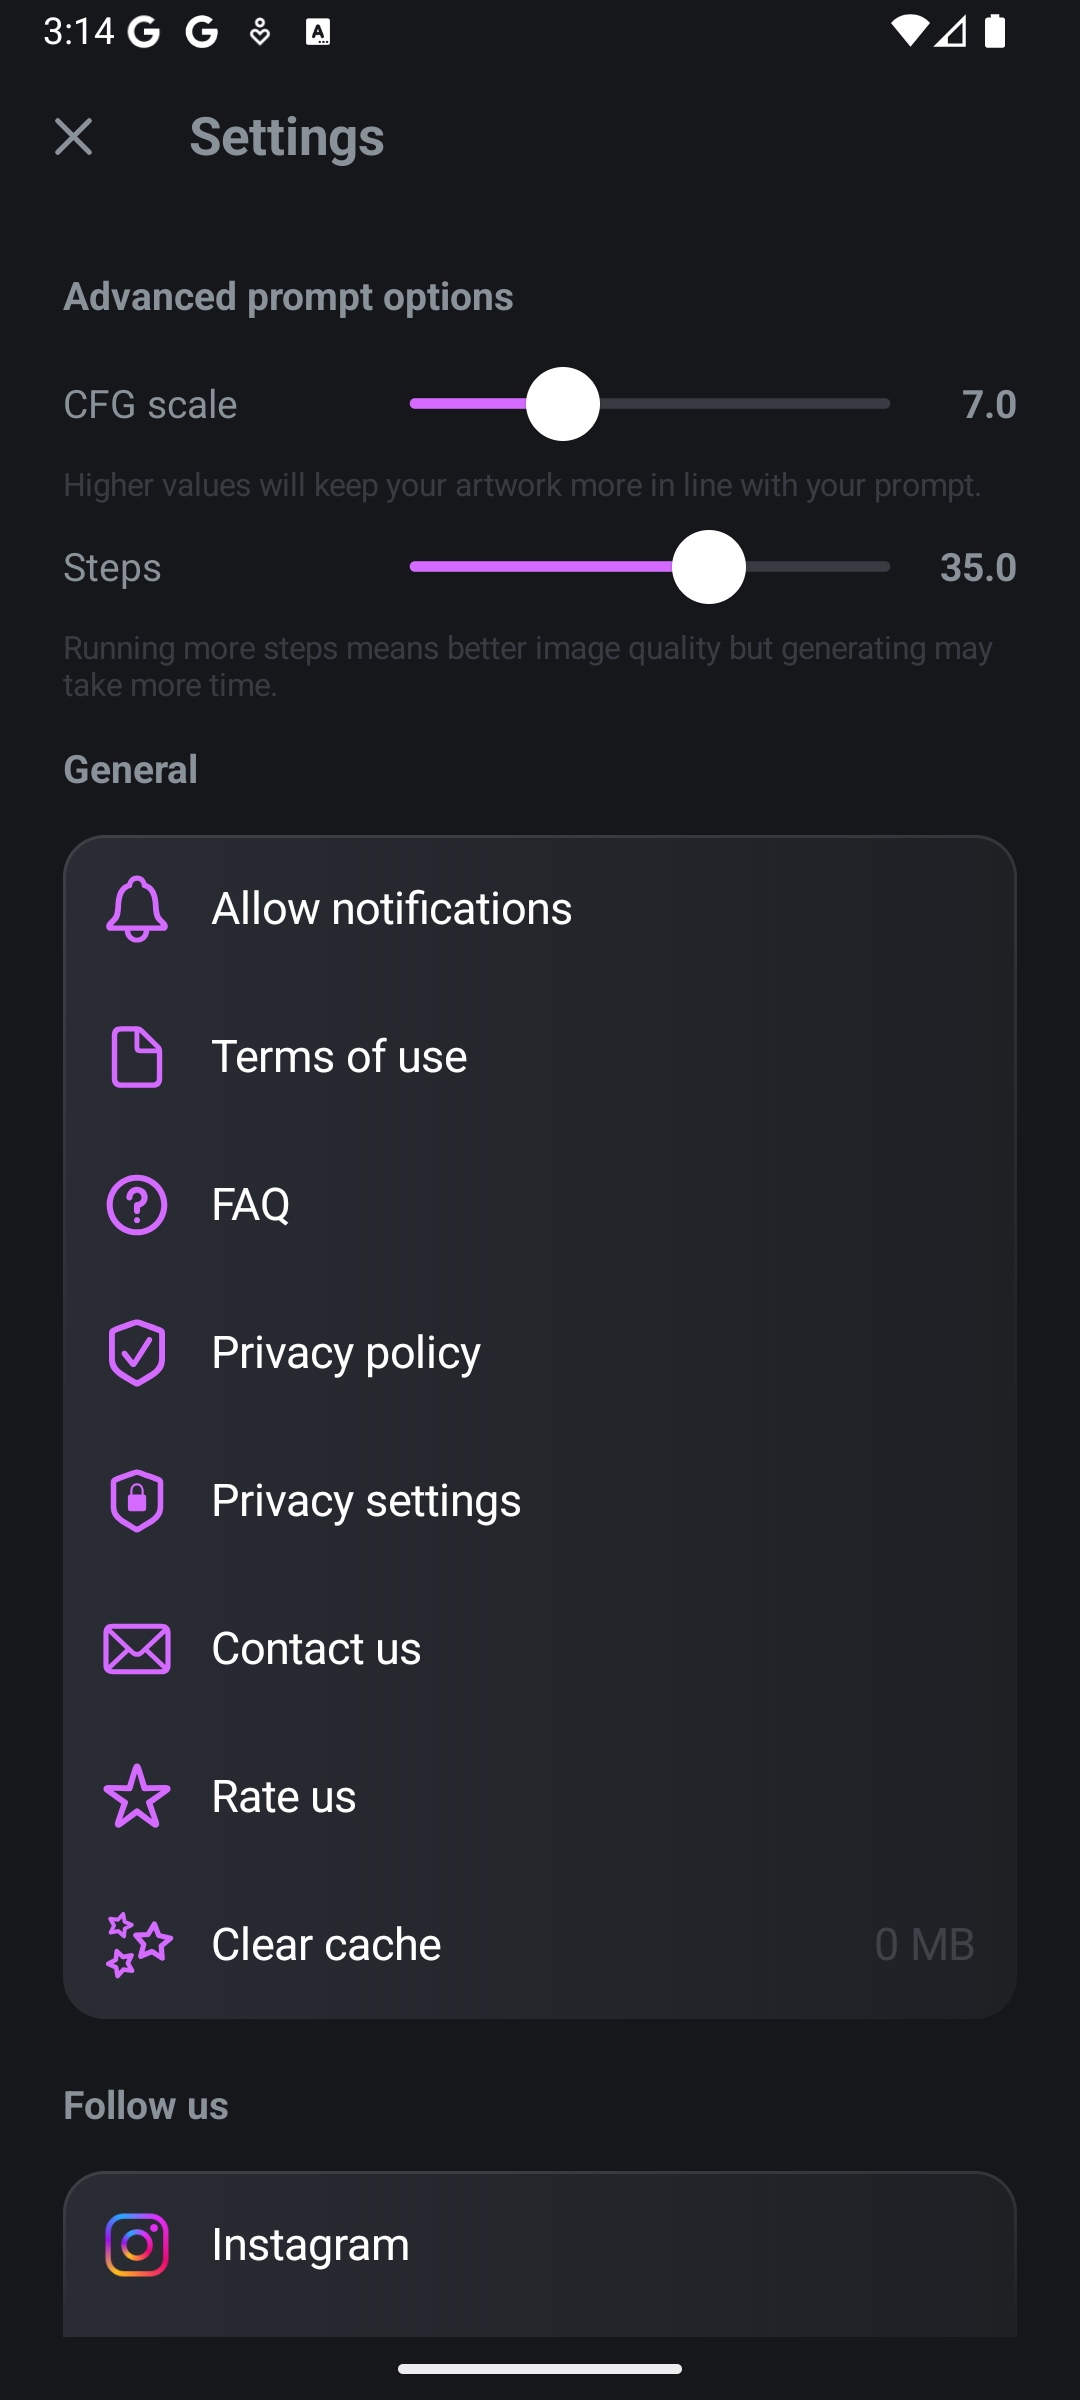 3:14
Settings
Advanced prompt options
CFG scale 7.0
Higher values will keep your artwork more in line with your prompt.
Steps 35.0
Running more steps means better image quality but generating may
take more time.
General
Allow notifications
Terms of use
FAQ
Privacy policy
Privacy settings
Contact us
Rate us
Clear cache 0 MB
Follow us
Instagram